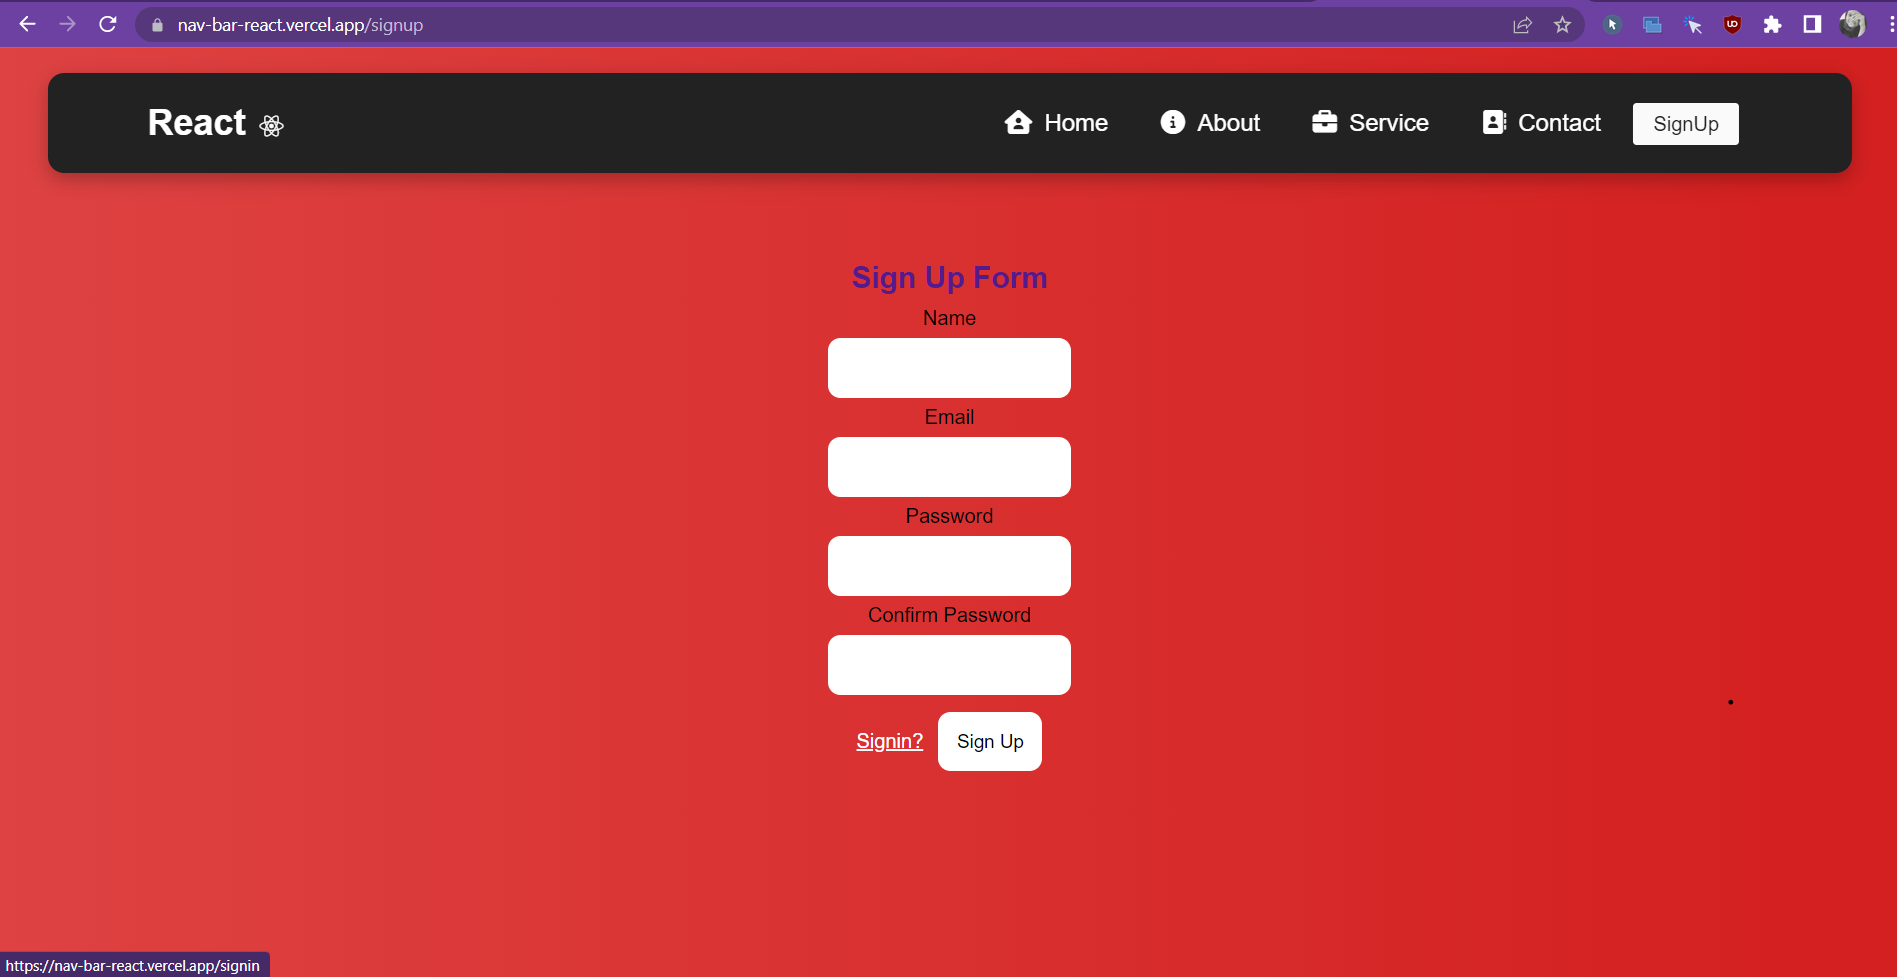 nav-bar-react.vercel.app/signup
React
Home
About
Service
Contact
SignUp
Sign Up Form
Name
Email
Password
Confirm Password
Signin?
Sign Up
https://nav-bar-react.vercel.app/signin